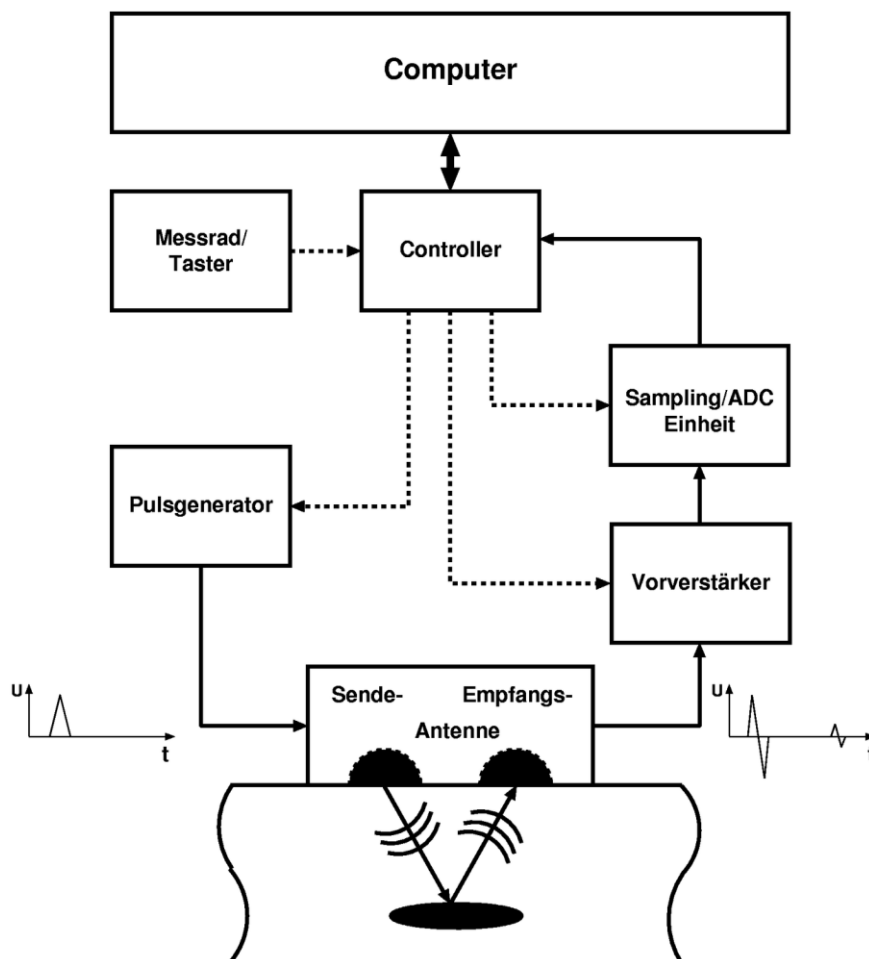 Computer
Messrad/
Taster
Controller
Sampling/ADC
Einheit
Pulsgenerator
Vorverstärker
U
t
Sende-
Empfangs-
Antenne
U
t